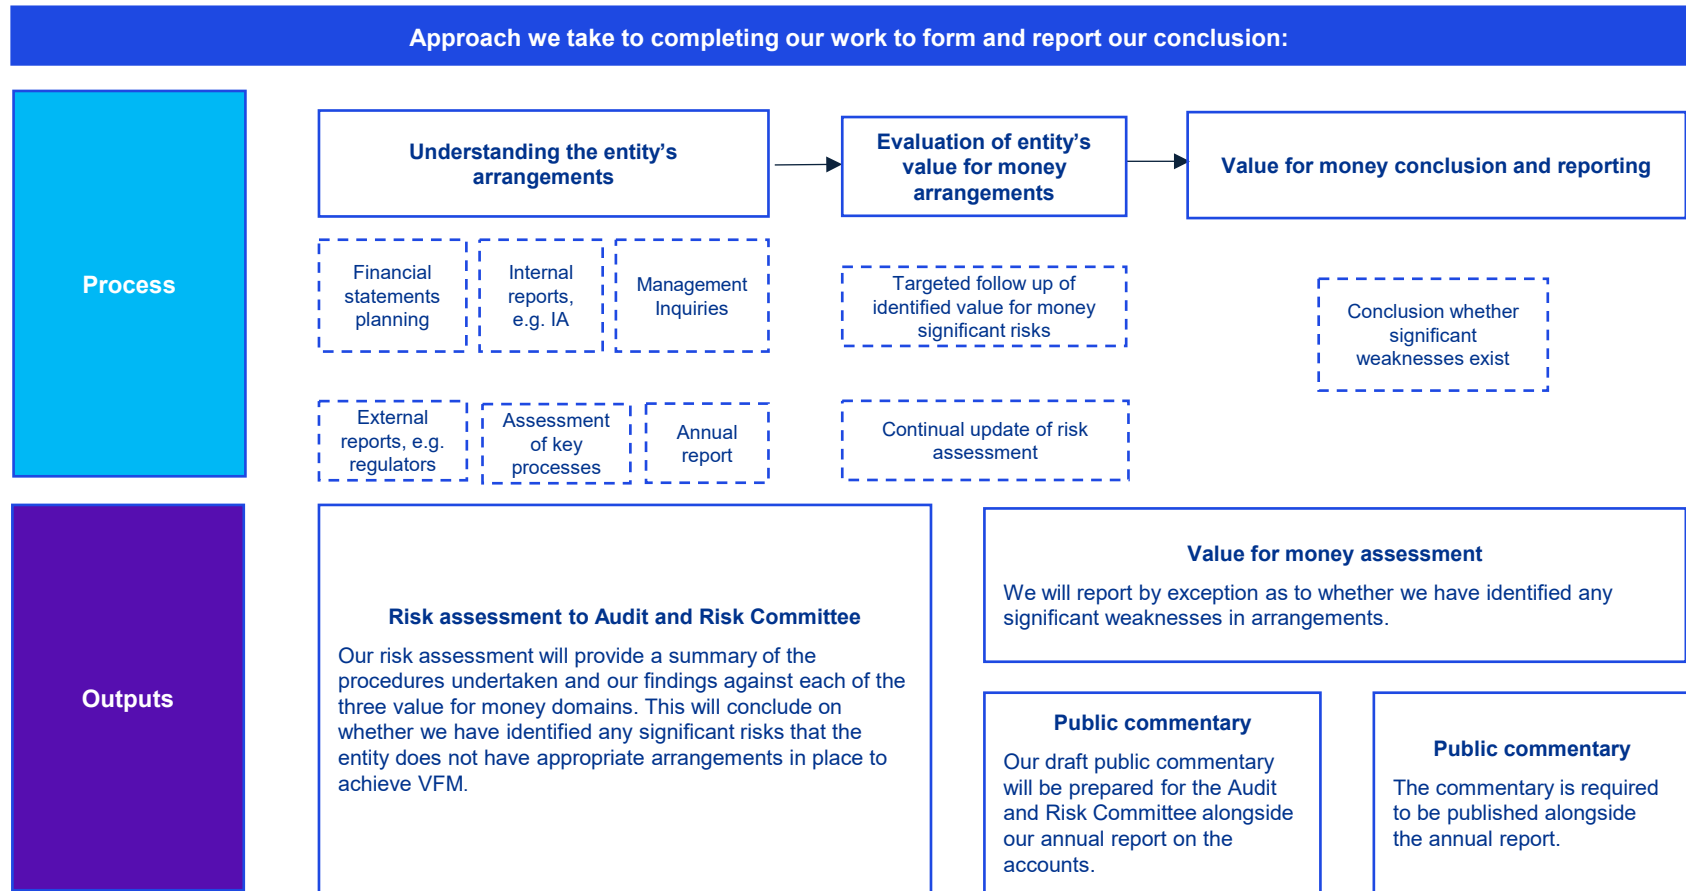 Approach we take to completing our work to form and report our conclusion:
Process
Understanding the entity’s
arrangements
Evaluation of entity’s
value for money
arrangements
Value for money conclusion and reporting
Financial
statements
planning
Internal
reports,
e.g. IA
Management
Inquiries
Targeted follow up of
identified value for money
significant risks
Conclusion whether
significant
weaknesses exist
External
reports, e.g.
regulators
Assessment
of key
processes
Annual
report
Continual update of risk
assessment
Outputs
Risk assessment to Audit and Risk Committee
Our risk assessment will provide a summary of the
procedures undertaken and our findings against each of the
three value for money domains. This will conclude on
whether we have identified any significant risks that the
entity does not have appropriate arrangements in place to
achieve VFM.
Value for money assessment
We will report by exception as to whether we have identified any
significant weaknesses in arrangements.
Public commentary
Our draft public commentary
will be prepared for the Audit
and Risk Committee alongside
our annual report on the
accounts.
Public commentary
The commentary is required
to be published alongside
the annual report.